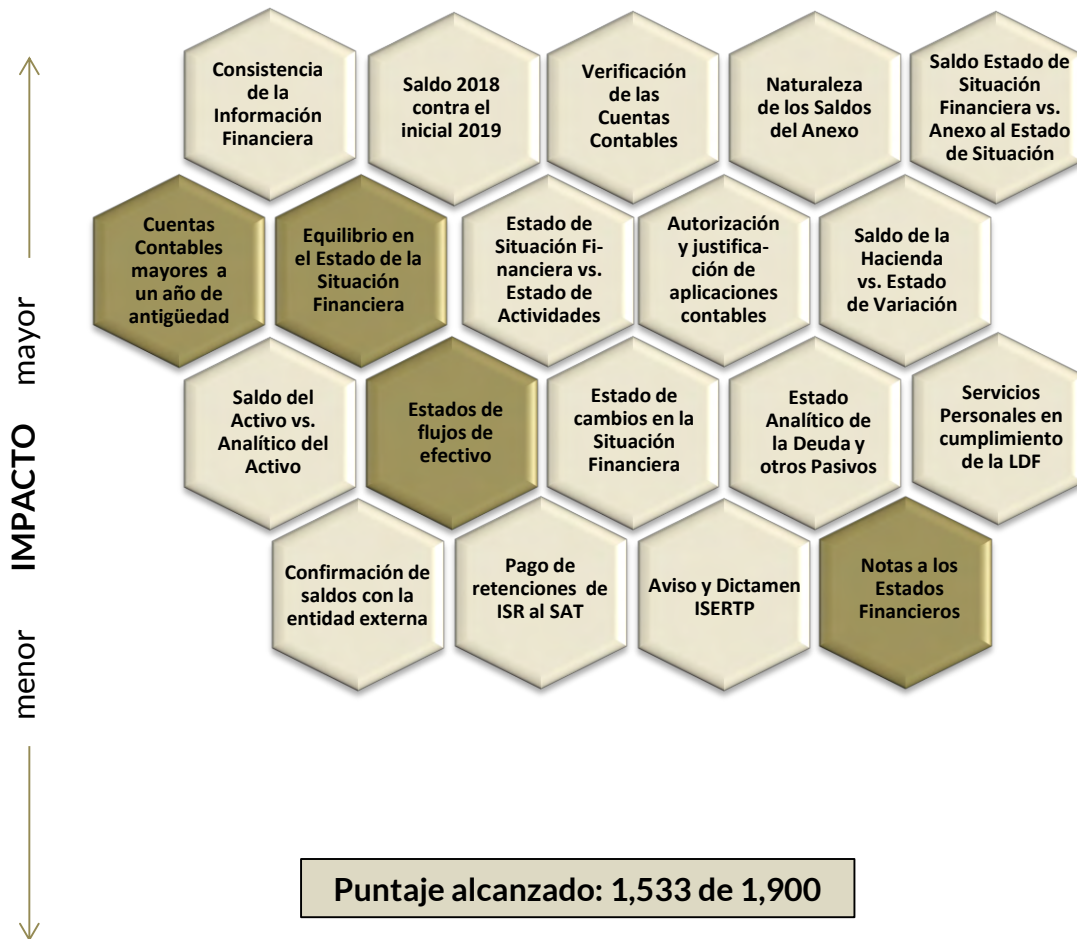 Consistencia
de la
Información
Financiera
Saldo 2018
contra el
inicial 2019
Verificación
de las
Cuentas
Contables
Naturaleza
de los Saldos
del Anexo
Saldo Estado de
Situación
Financiera vs.
Anexo al Estado
de Situación
Cuentas
Contables
mayores a
un año de
antigüedad
Equilibrio en
el Estado de la
Situación
Financiera
Estado de
Situación Fi-
nanciera vs.
Estado de
Actividades
Autorización
y justifica-
ción de
aplicaciones
contables
Saldo de la
Hacienda
vs. Estado
de Variación
Saldo del
Activo vs.
Analítico del
Activo
Estados de
flujos de
efectivo
Estado de
cambios en la
Situación
Financiera
Estado
Analítico de
la Deuda y
otros Pasivos
Servicios
Personales en
cumplimiento
de la LDF
Confirmación de
saldos con la
entidad externa
Pago de
retenciones de
ISR al SAT
Aviso y Dictamen
ISERTP
Notas a los
Estados
Financieros
menor IMPACTO mayor
Puntaje alcanzado: 1,533 de 1,900